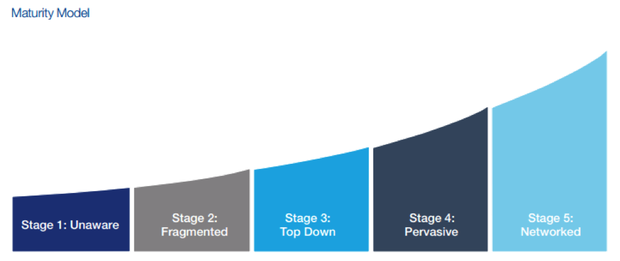 Maturity Model
Stage 1: Unaware
Stage 2:
Fragmented
Stage 3:
Top Down
Stage 4:
Pervasive
Stage 5:
Networked